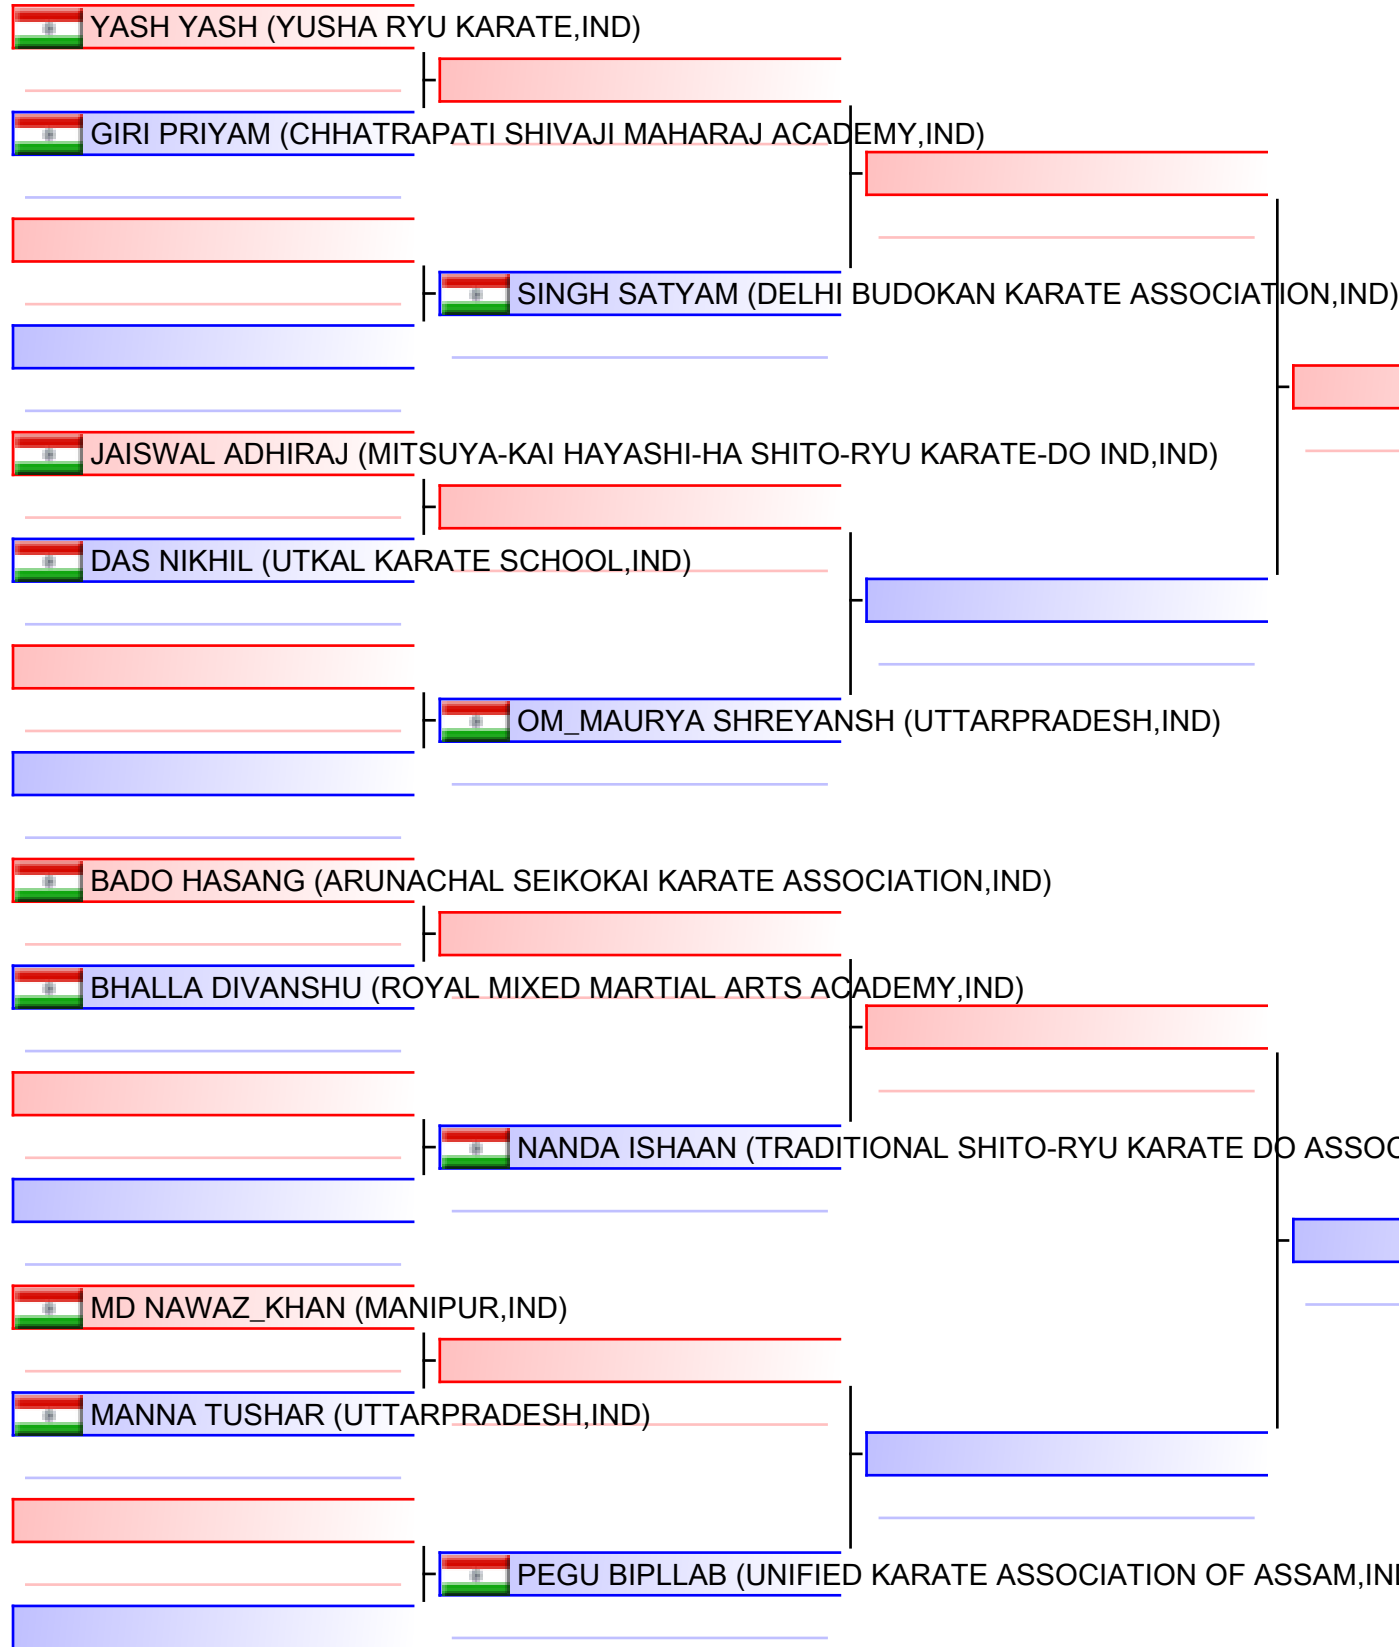 YASH YASH (YUSHA RYU KARATE,IND)
GIRI PRIYAM (CHHATRAPATI SHIVAJI MAHARAJ ACADEMY,IND)
SINGH SATYAM (DELHI BUDOKAN KARATE ASSOCIATION,IND)
JAISWAL ADHIRAJ (MITSUYA-KAI HAYASHI-HA SHITO-RYU KARATE-DO IND,IND)
DAS NIKHIL (UTKAL KARATE SCHOOL,IND)
OM_MAURYA SHREYANSH (UTTARPRADESH,IND)
BADO HASANG (ARUNACHAL SEIKOKAI KARATE ASSOCIATION,IND)
BHALLA DIVANSHU (ROYAL MIXED MARTIAL ARTS ACADEMY,IND)
NANDA ISHAAN (TRADITIONAL SHITO-RYU KARATE DO ASSOC
MD NAWAZ_KHAN (MANIPUR,IND)
MANNA TUSHAR (UTTARPRADESH,IND)
PEGU BIPLLAB (UNIFIED KARATE ASSOCIATION OF ASSAM,IND